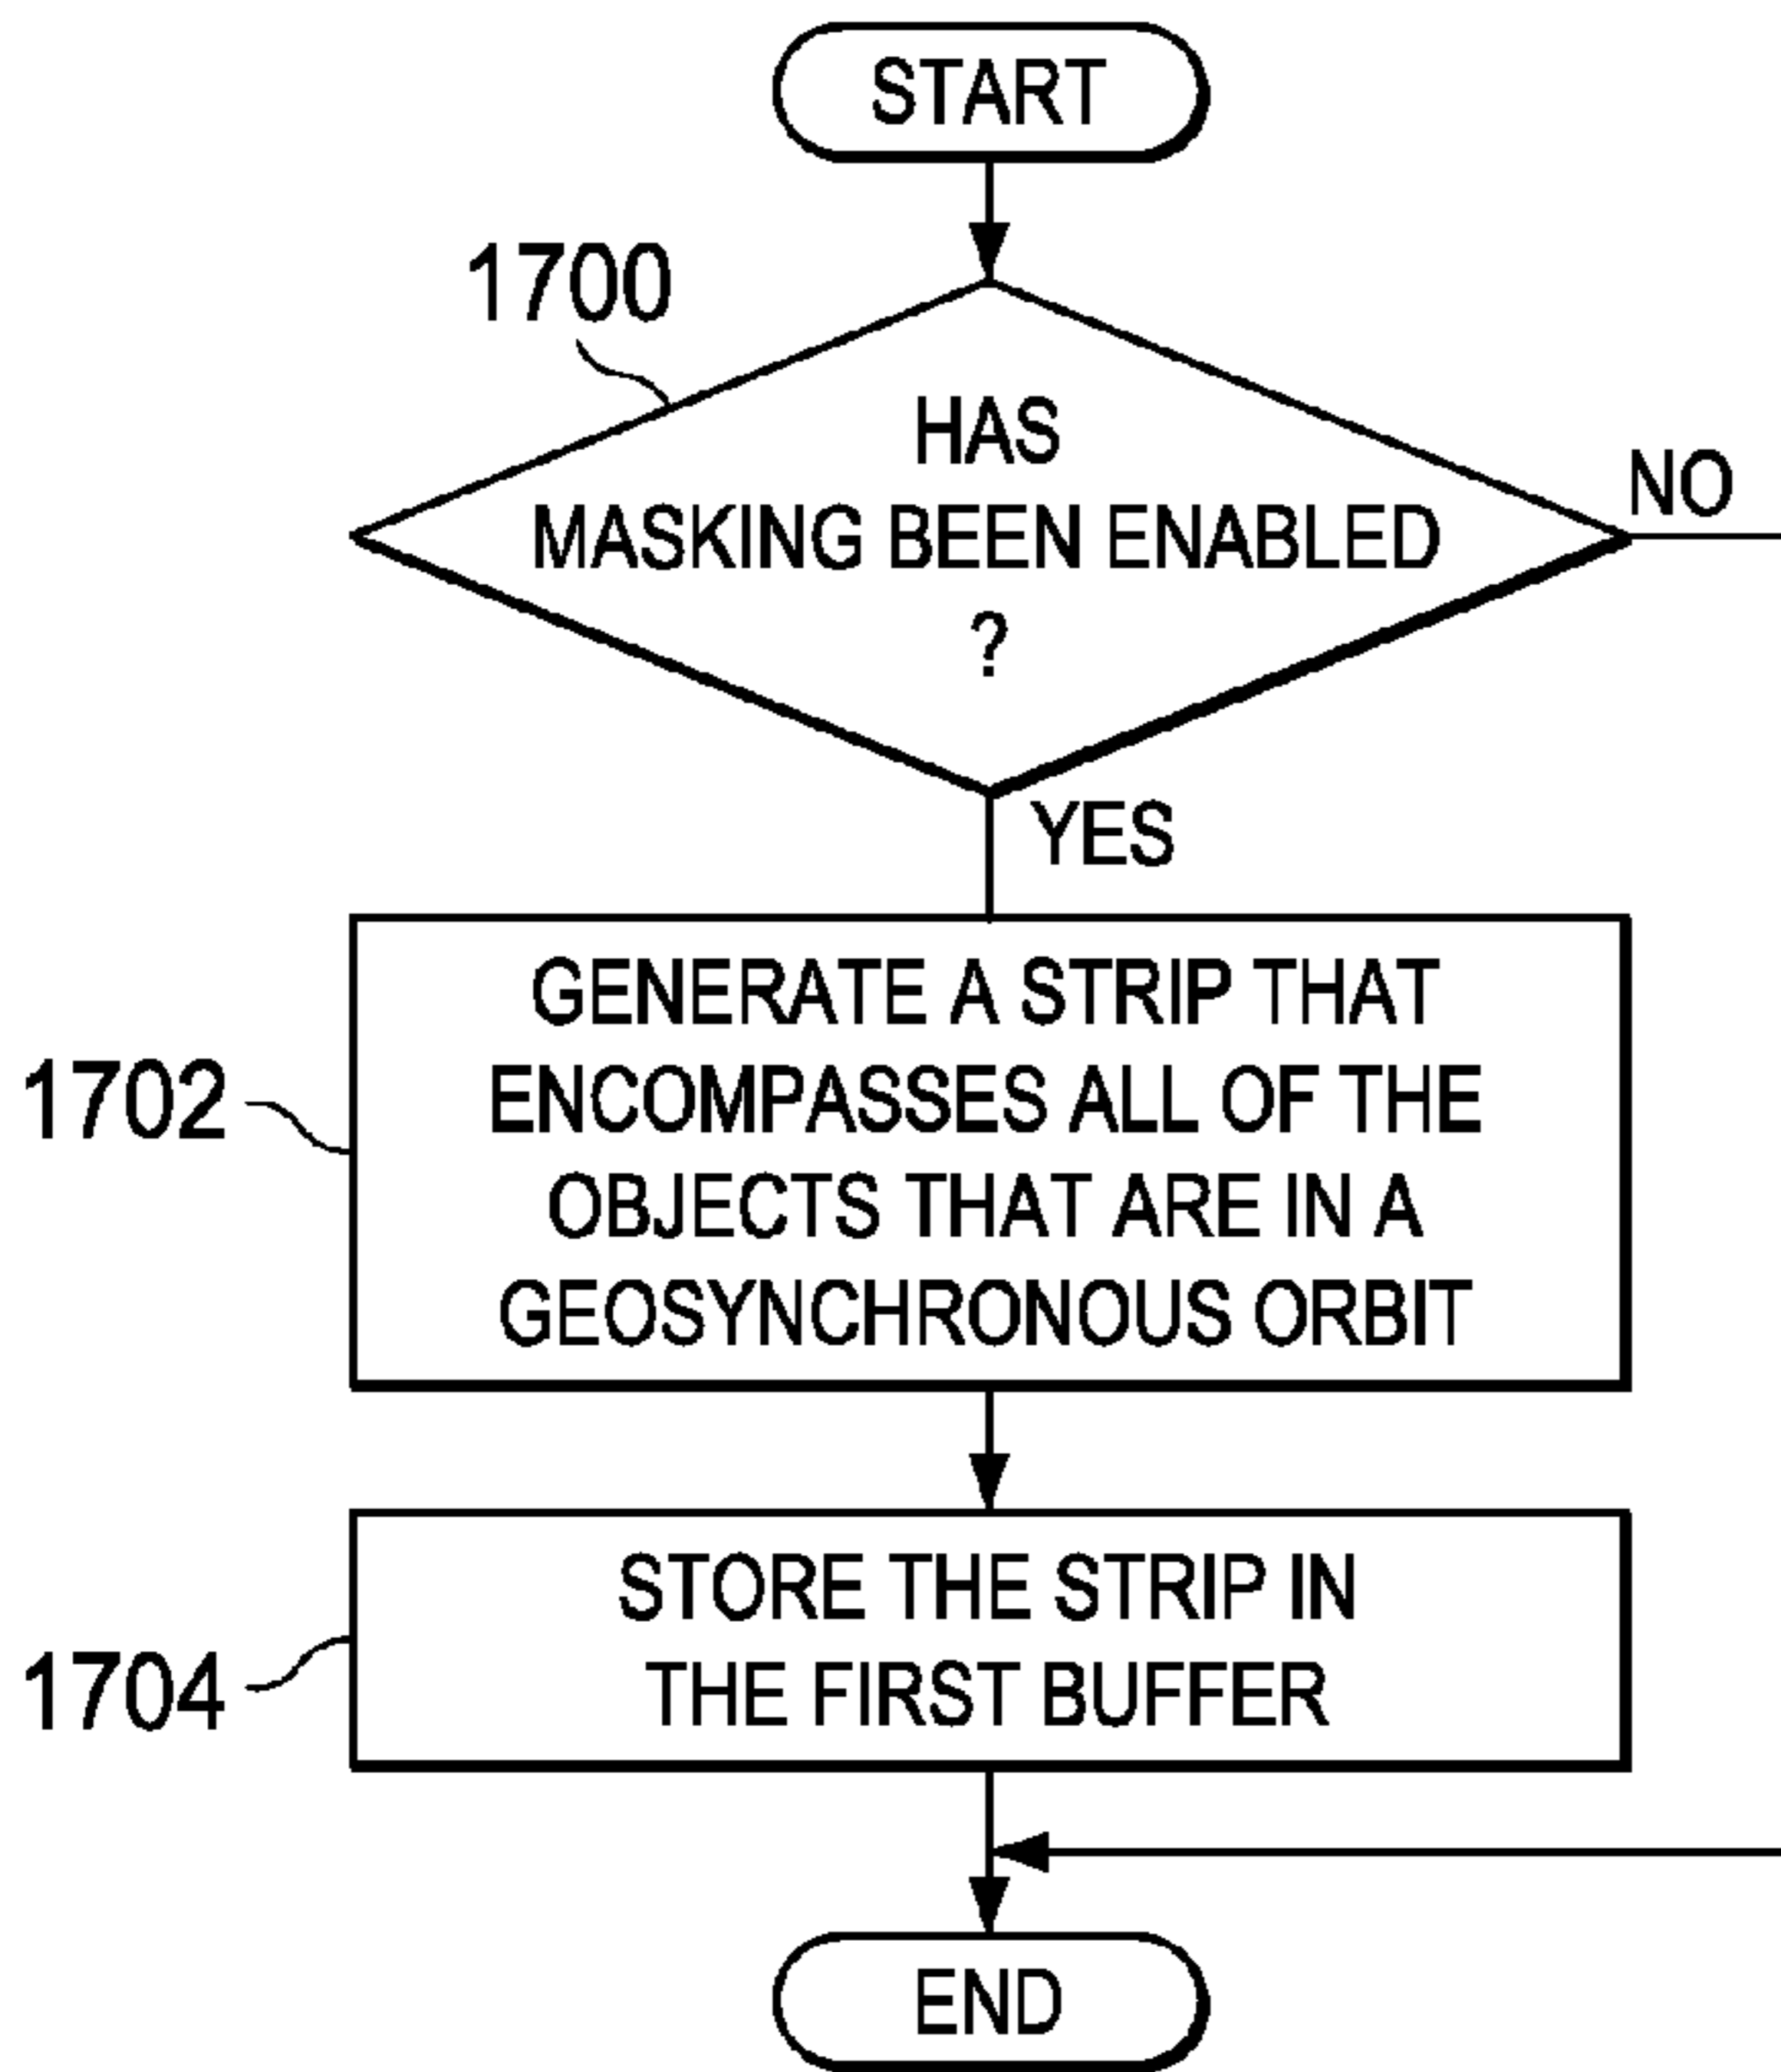 START
1700
HAS
MASKING BEEN ENABLED
?
NO
YES
1702
GENERATE A STRIP THAT
ENCOMPASSES ALL OF THE
OBJECTS THAT ARE IN A
GEOSYNCHRONOUS ORBIT
1704
STORE THE STRIP IN
THE FIRST BUFFER
END